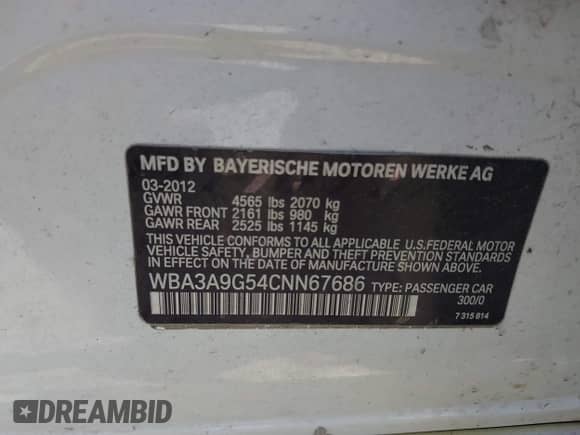 MFD BY BAYERISCHE MOTOREN WERKE AG
03-2012
GVWR 4565 lbs 2070 kg
GAWR FRONT 2161 lbs 980 kg
GAWR REAR 2525 lbs 1145 kg
THIS VEHICLE CONFORMS TO ALL APPLICABLE U.S.FEDERAL MOTOR
VEHICLE SAFETY, BUMPER AND THEFT PREVENTION STANDARDS
IN EFFECT ON THE DATE OF MANUFACTURE SHOWN ABOVE.
WBA3A9G54CNN67686 TYPE: PASSENGER CAR
300/0
7 315 814
DREAMBID